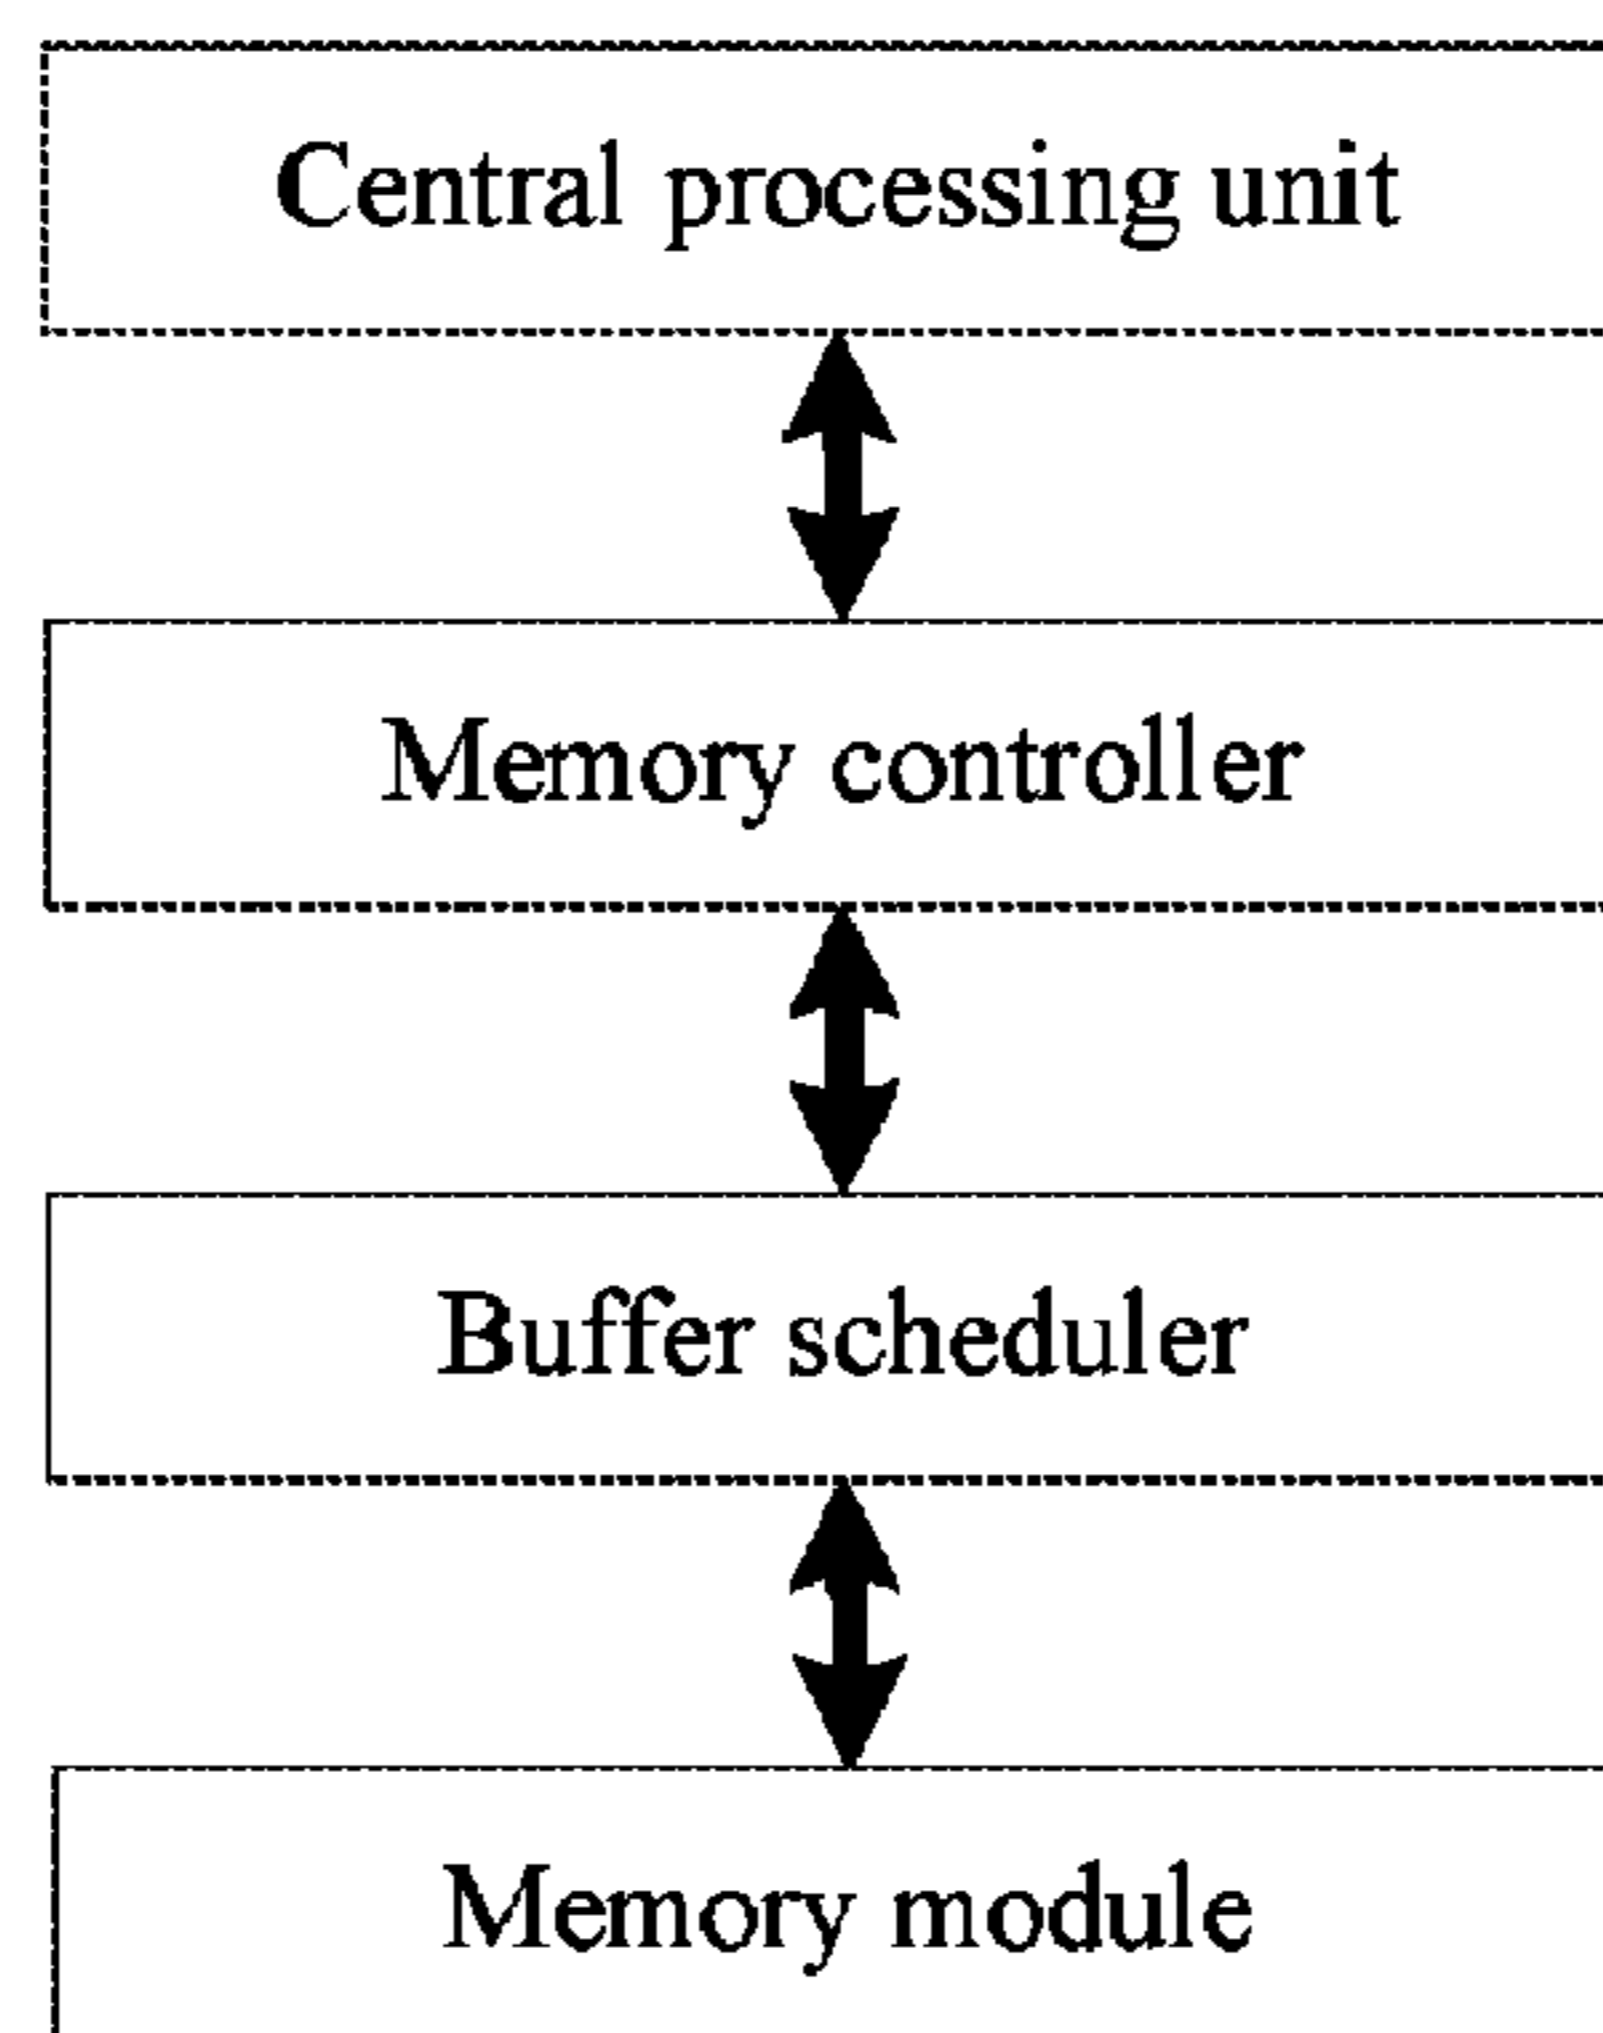 Central processing unit
Memory controller
Buffer scheduler
Memory module